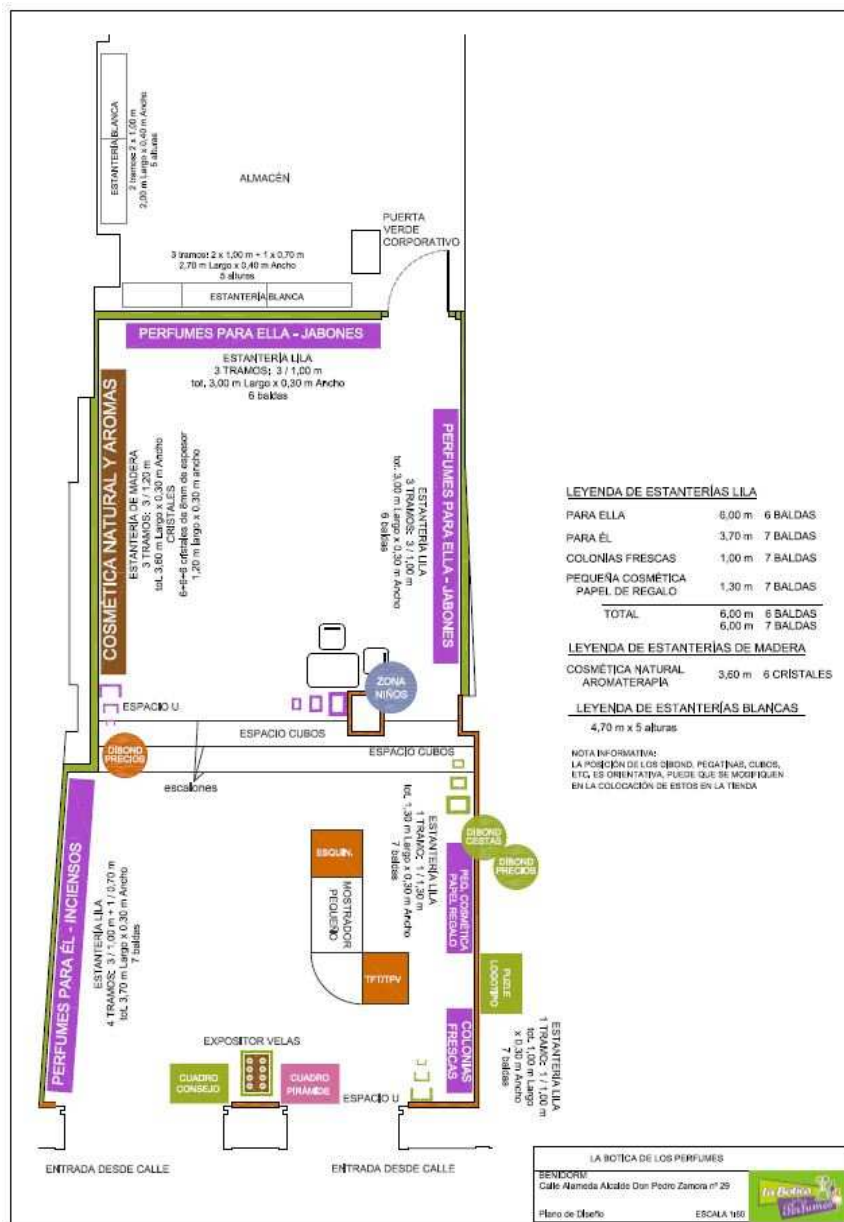 ESTANTERÍA BLANCA
2 tramos: 2 x 1,00 m
2,00 m Largo x 0,40 m Ancho
5 alturas
ALMACÉN
PUERTA
VERDE
CORPORATIVO
3 tramos: 2 x 1,00 m + 1 x 0,70 m
2,70 m Largo x 0,40 m Ancho
5 alturas
ESTANTERÍA BLANCA
PERFUMES PARA ELLA - JABONES
ESTANTERÍA LILA
3 TRAMOS: 3 / 1,00 m
tot. 3,00 m Largo x 0,30 m Ancho
6 baldas
COSMÉTICA NATURAL Y AROMAS
ESTANTERÍA DE MADERA
3 TRAMOS: 3 / 1,20 m
tot. 3,60 m Largo x 0,30 m Ancho
CRISTALES
6+6+6 cristales de 8mm de espesor
1,20 m largo x 0,30 m ancho
PERFUMES PARA ELLA - JABONES
ESTANTERÍA LILA
3 TRAMOS: 3 / 1,00 m
tot. 3,00 m Largo x 0,30 m Ancho
6 baldas
ZONA
NIÑOS
ESPACIO U
ESPACIO CUBOS
ESPACIO CUBOS
DIBOND
PRECIOS
escalones
PERFUMES PARA ÉL - INCIENSOS
ESTANTERÍA LILA
4 TRAMOS: 3 / 1,00 m + 1 / 0,70 m
tot. 3,70 m Largo x 0,30 m Ancho
7 baldas
ESQUIN.
MOSTRADOR
PEQUEÑO
TFT/TPV
ESTANTERÍA LILA
1 TRAMO: 1 / 1,30 m
tot. 1,30 m Largo x 0,30 m Ancho
7 baldas
DIBOND
CESTAS
DIBOND
PRECIOS
PEQ. COSMÉTICA
PAPEL REGALO
PUZLE
LOGOTIPO
COLONIAS
FRESCAS
ESTANTERÍA LILA
1 TRAMO: 1 / 1,00 m
tot. 1,00 m Largo
x 0,30 m Ancho
7 baldas
EXPOSITOR VELAS
CUADRO
CONSEJO
CUADRO
PIRÁMIDE
ESPACIO U
ENTRADA DESDE CALLE
ENTRADA DESDE CALLE
LEYENDA DE ESTANTERÍAS LILA
PARA ELLA 6,00 m 6 BALDAS
PARA ÉL 3,70 m 7 BALDAS
COLONIAS FRESCAS 1,00 m 7 BALDAS
PEQUEÑA COSMÉTICA
PAPEL DE REGALO 1,30 m 7 BALDAS
TOTAL 6,00 m 6 BALDAS
6,00 m 7 BALDAS
LEYENDA DE ESTANTERÍAS DE MADERA
COSMÉTICA NATURAL
AROMATERAPIA 3,60 m 6 CRISTALES
LEYENDA DE ESTANTERÍAS BLANCAS
4,70 m x 5 alturas
NOTA INFORMATIVA:
LA POSICIÓN DE LOS DIBOND, PEGATINAS, CUBOS,
ETC, ES ORIENTATIVA, PUEDE QUE SE MODIFIQUEN
EN LA COLOCACIÓN DE ESTOS EN LA TIENDA
LA BOTICA DE LOS PERFUMES
BENIDORM
Calle Alameda Alcalde Don Pedro Zamora nº 29
Plano de Diseño ESCALA 1:60
La Botica
Perfumes